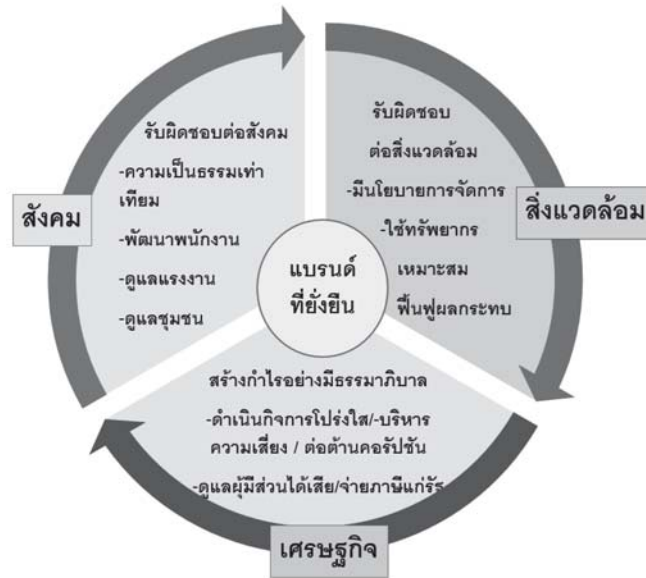 รับผิดชอบต่อสังคม
-ความเป็นธรรมเท่า
เทียม
-พัฒนาพนักงาน
-ดูแลแรงงาน
-ดูแลชุมชน
สังคม
รับผิดชอบ
ต่อสิ่งแวดล้อม
-มีนโยบายการจัดการ
-ใช้ทรัพยากร
เหมาะสม
ฟื้นฟูผลกระทบ
สิ่งแวดล้อม
แบรนด์
ที่ยั่งยืน
สร้างกำไรอย่างมีธรรมาภิบาล
-ดำเนินกิจการโปร่งใส/-บริหาร
ความเสี่ยง / ต่อต้านคอรัปชัน
-ดูแลผู้มีส่วนได้เสีย/จ่ายภาษีแก่รัฐ
เศรษฐกิจ